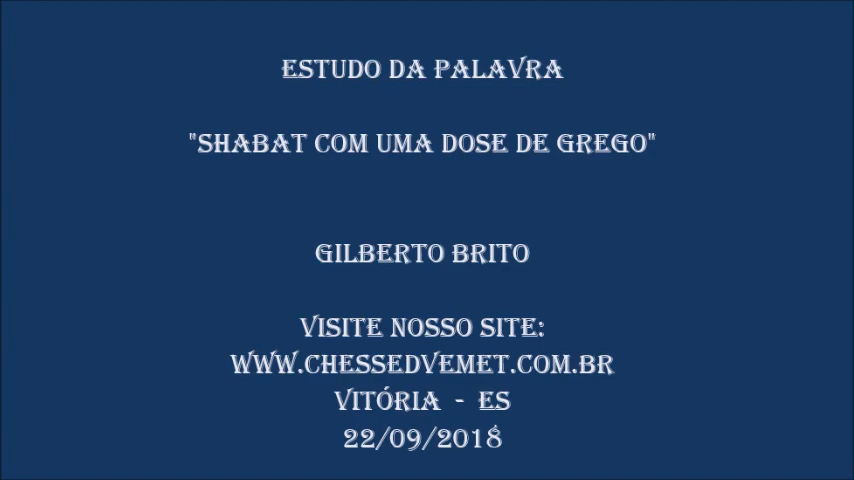 ESTUDO DA PALAVRA
"SHABAT COM UMA DOSE DE GREGO"
GILBERTO BRITO
VISITE NOSSO SITE:
WWW.CHESSEDVEMET.COM.BR
VITÓRIA - ES
22/09/2018